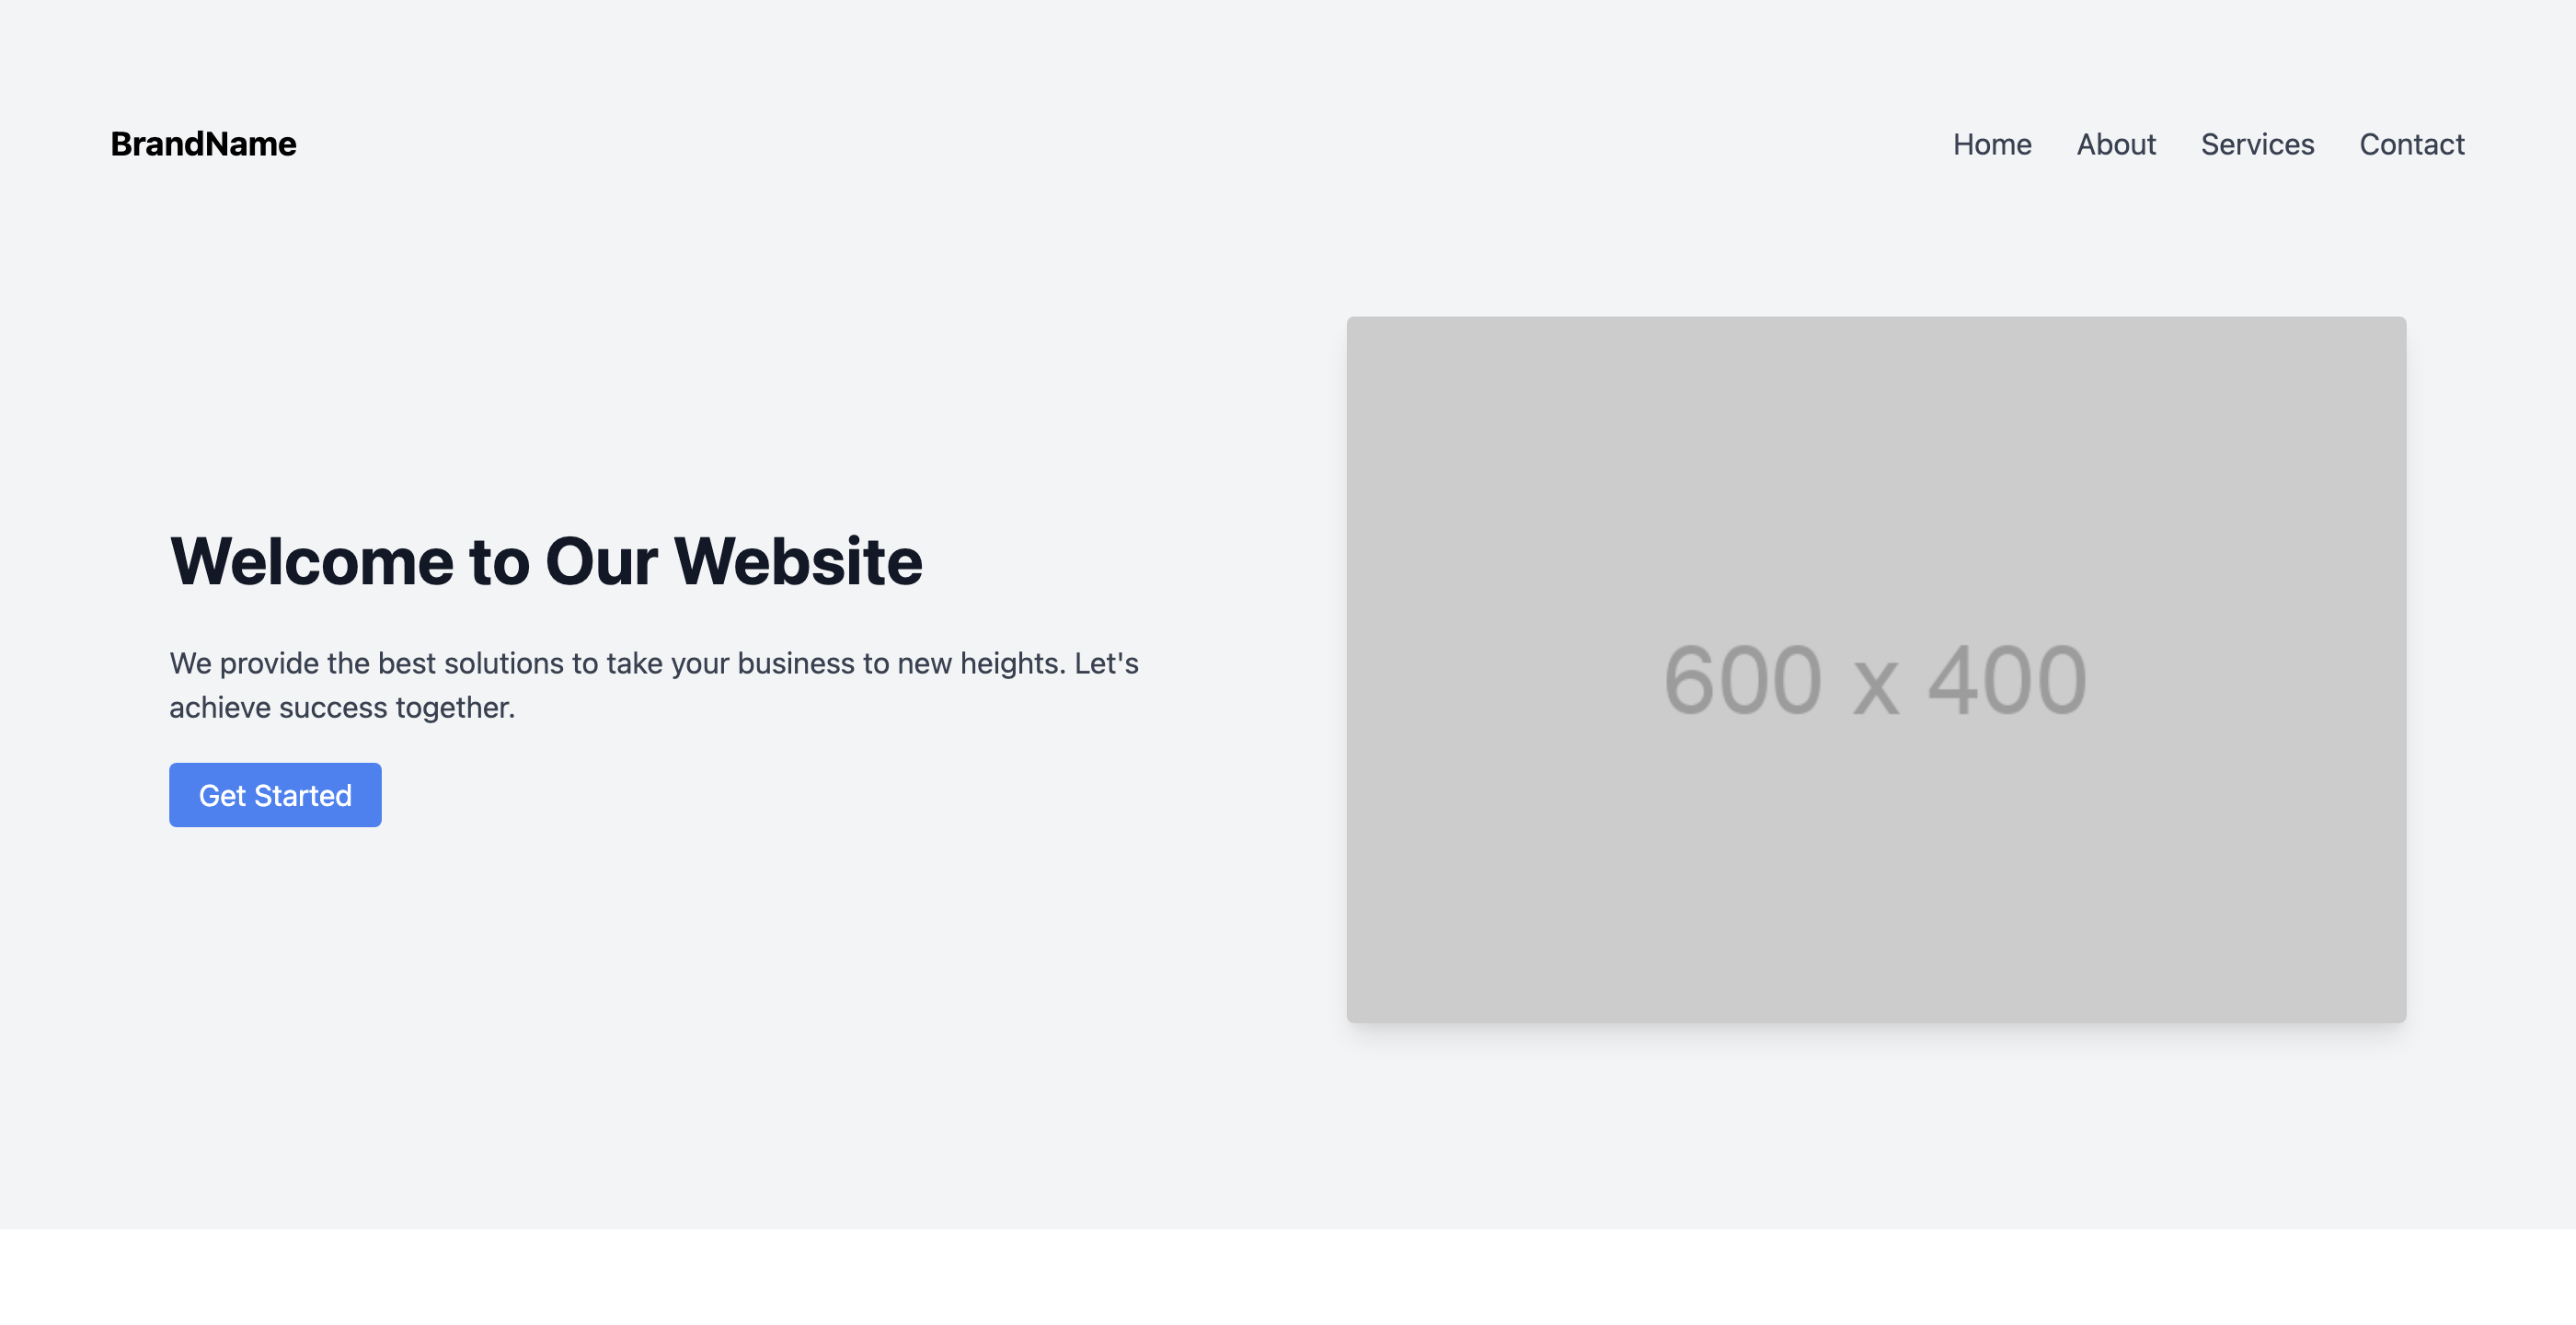 BrandName
Home About Services Contact
Welcome to Our Website
We provide the best solutions to take your business to new heights. Let's
achieve success together.
Get Started
600 x 400